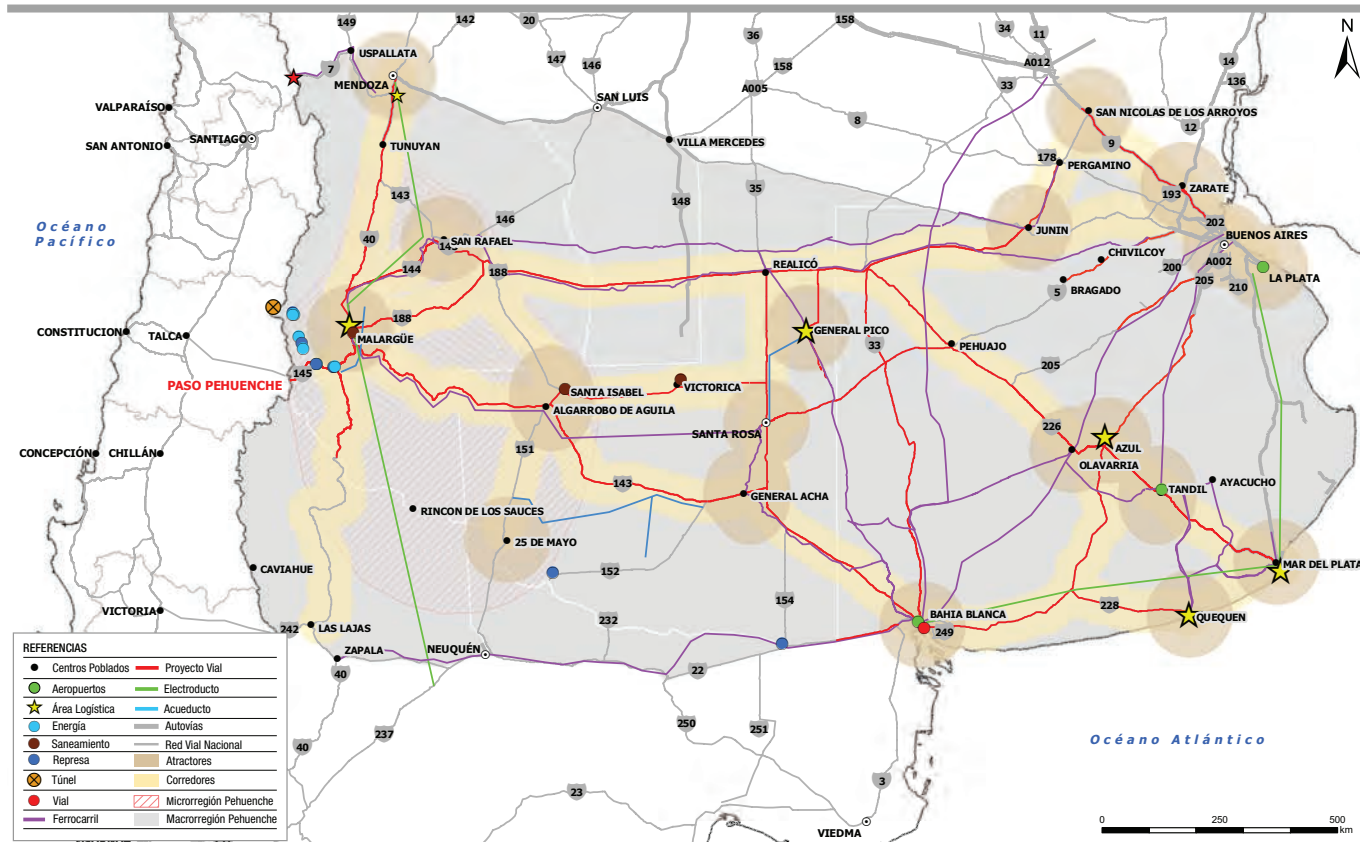 149
142
20
36
158
34
11
14
N
USPALLATA
7
MENDOZA
147
146
158
A005
A012
33
136
VALPARAÍSO
SAN LUIS
SAN NICOLAS DE LOS ARROYOS
8
12
SANTIAGO
SAN ANTONIO
TUNUYAN
VILLA MERCEDES
9
178
PERGAMINO
ZARATE
193
143
35
148
Océano
Pacífico
146
202
40
SAN RAFAEL
JUNIN
BUENOS AIRES
CHIVILCOY
A002
144
188
REALICÓ
200
205
210
LA PLATA
5
BRAGADO
CONSTITUCION
TALCA
188
MALARGÜE
GENERAL PICO
33
PEHUAJO
205
145
PASO PEHUENCHE
SANTA ISABEL
VICTORICA
ALGARROBO DE AGUILA
SANTA ROSA
226
AZUL
OLAVARRIA
CONCEPCIÓN
CHILLÁN
151
143
GENERAL ACHA
TANDIL
AYACUCHO
RINCON DE LOS SAUCES
25 DE MAYO
CAVIAHUE
152
MAR DEL PLATA
VICTORIA
154
232
228
BAHIA BLANCA
QUEQUEN
242
LAS LAJAS
249
ZAPALA
NEUQUÉN
22
40
237
250
251
40
3
23
VIEDMA
Océano Atlántico
0
250
500
km
REFERENCIAS
Centros Poblados
Proyecto Vial
Aeropuertos
Electroducto
Área Logística
Acueducto
Energía
Autovías
Saneamiento
Red Vial Nacional
Represa
Atractores
Túnel
Corredores
Vial
Microrregión Pehuenche
Ferrocarril
Macrorregión Pehuenche